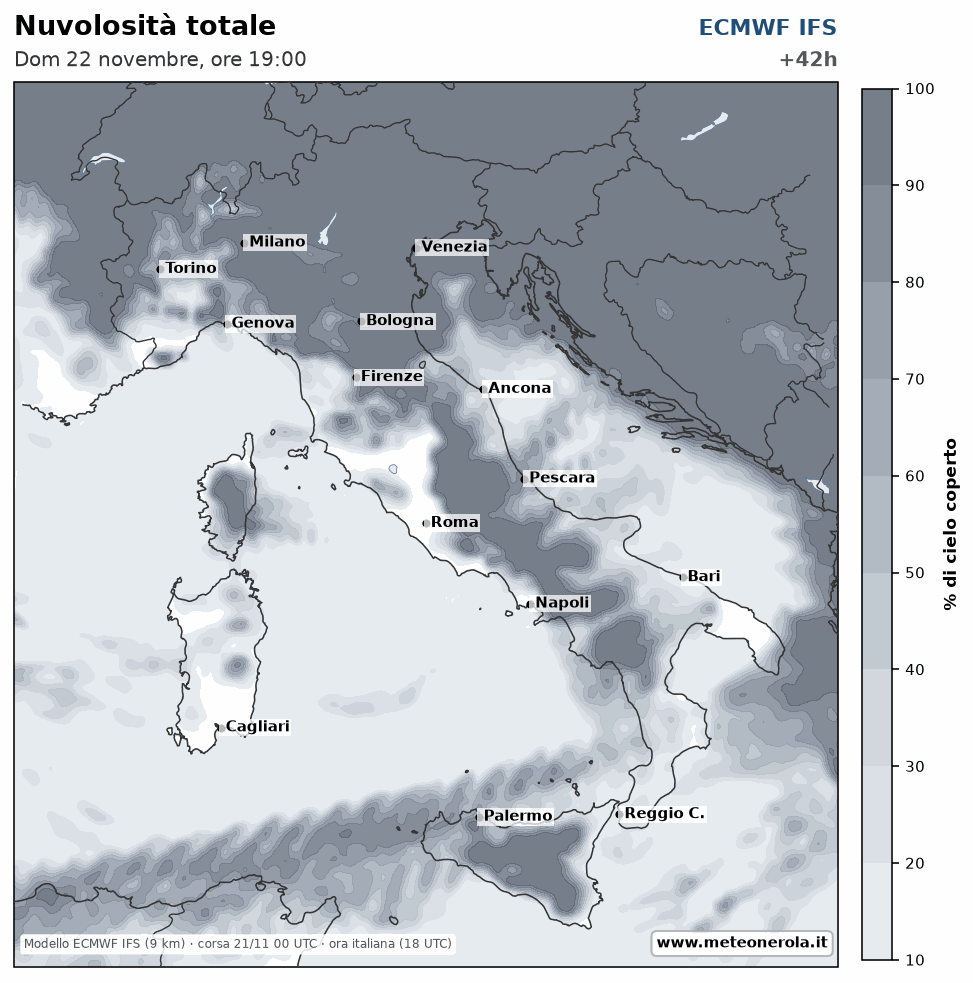 Nuvolosità totale
ECMWF IFS
Dom 22 novembre, ore 19:00
+42h
Milano
Venezia
Torino
Genova
Bologna
Firenze
Ancona
Pescara
Roma
Bari
Napoli
Cagliari
Palermo
Reggio C.
100
90
80
70
60
50
40
30
20
10
% di cielo coperto
Modello ECMWF IFS (9 km) · corsa 21/11 00 UTC · ora italiana (18 UTC)
www.meteonerola.it